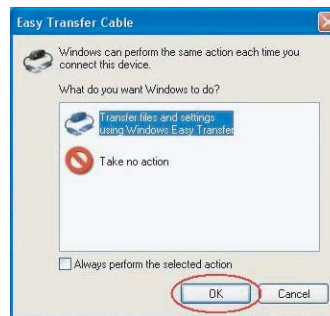 Easy Transfer Cable
Windows can perform the same action each time you
connect this device.
What do you want Windows to do?
Transfer files and settings
using Windows Easy Transfer
Take no action
Always perform the selected action
OK
Cancel